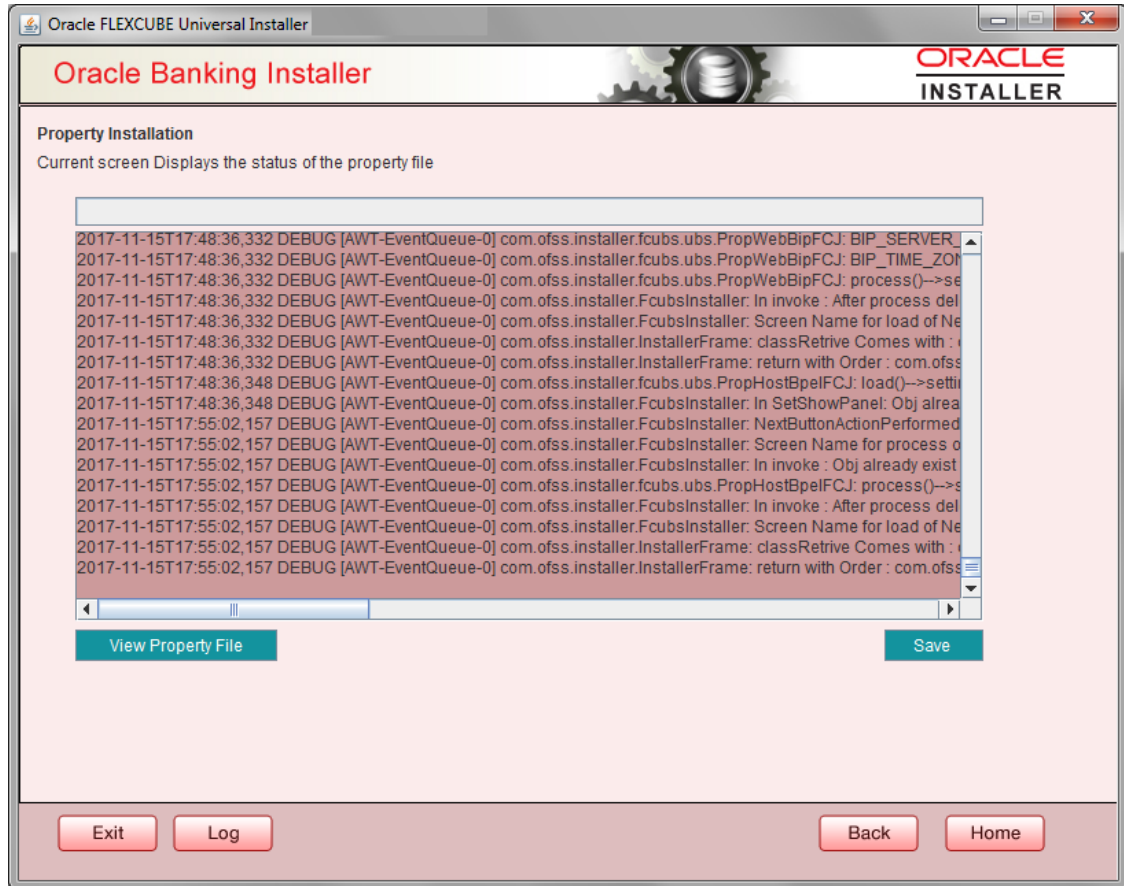 Oracle FLEXCUBE Universal Installer
Oracle Banking Installer
ORACLE
INSTALLER
Property Installation
Current screen Displays the status of the property file
2017-11-15T17:48:36,332 DEBUG [AWT-EventQueue-0] com.ofss.installer.fcubs.ubs.PropWebBipFCJ: BIP_SERVER_
2017-11-15T17:48:36,332 DEBUG [AWT-EventQueue-0] com.ofss.installer.fcubs.ubs.PropWebBipFCJ: BIP_TIME_ZON
2017-11-15T17:48:36,332 DEBUG [AWT-EventQueue-0] com.ofss.installer.fcubs.ubs.PropWebBipFCJ: process()-->se
2017-11-15T17:48:36,332 DEBUG [AWT-EventQueue-0] com.ofss.installer.FcubsInstaller: In invoke : After process del
2017-11-15T17:48:36,332 DEBUG [AWT-EventQueue-0] com.ofss.installer.FcubsInstaller: Screen Name for load of Ne
2017-11-15T17:48:36,332 DEBUG [AWT-EventQueue-0] com.ofss.installer.InstallerFrame: classRetrive Comes with :
2017-11-15T17:48:36,332 DEBUG [AWT-EventQueue-0] com.ofss.installer.InstallerFrame: return with Order : com.ofss
2017-11-15T17:48:36,348 DEBUG [AWT-EventQueue-0] com.ofss.installer.fcubs.ubs.PropHostBpelFCJ: load()-->settin
2017-11-15T17:48:36,348 DEBUG [AWT-EventQueue-0] com.ofss.installer.FcubsInstaller: In SetShowPanel: Obj alrea
2017-11-15T17:55:02,157 DEBUG [AWT-EventQueue-0] com.ofss.installer.FcubsInstaller: NextButtonActionPerformed
2017-11-15T17:55:02,157 DEBUG [AWT-EventQueue-0] com.ofss.installer.FcubsInstaller: Screen Name for process o
2017-11-15T17:55:02,157 DEBUG [AWT-EventQueue-0] com.ofss.installer.FcubsInstaller: In invoke : Obj already exist
2017-11-15T17:55:02,157 DEBUG [AWT-EventQueue-0] com.ofss.installer.fcubs.ubs.PropHostBpelFCJ: process()-->s
2017-11-15T17:55:02,157 DEBUG [AWT-EventQueue-0] com.ofss.installer.FcubsInstaller: In invoke : After process del
2017-11-15T17:55:02,157 DEBUG [AWT-EventQueue-0] com.ofss.installer.FcubsInstaller: Screen Name for load of Ne
2017-11-15T17:55:02,157 DEBUG [AWT-EventQueue-0] com.ofss.installer.InstallerFrame: classRetrive Comes with :
2017-11-15T17:55:02,157 DEBUG [AWT-EventQueue-0] com.ofss.installer.InstallerFrame: return with Order : com.ofss
View Property File
Save
Exit
Log
Back
Home